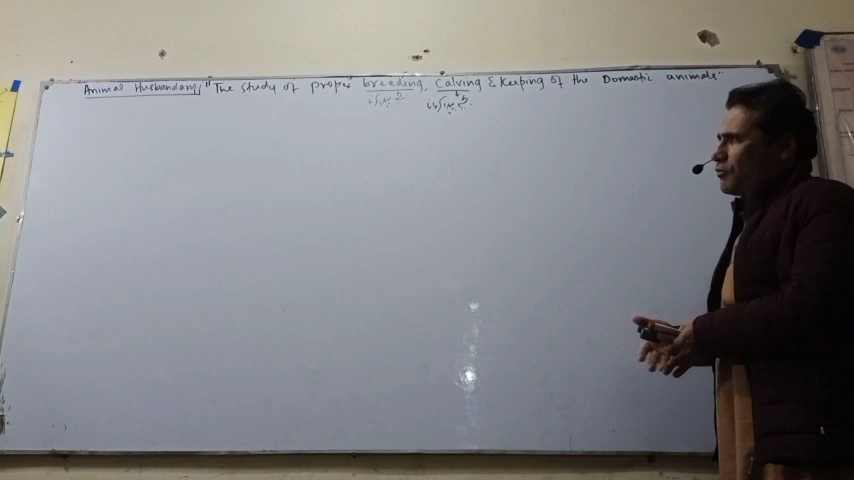 Animal Husbandary/ "The study of proper breeding, Calving & Keeping of the Domestic animals"